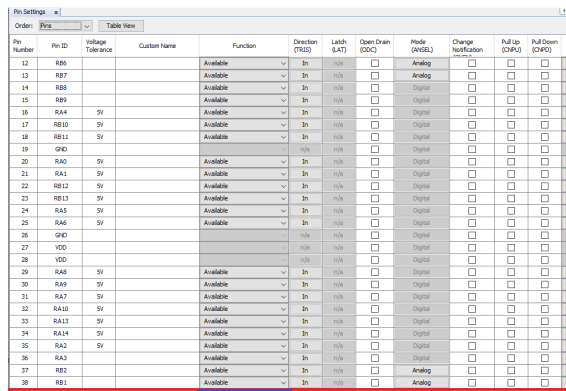 Pin Settings x
Order: Pins Table View
Pin Number Pin ID Voltage Tolerance Custom Name Function Direction (TRIS) Latch (LAT) Open Drain (ODC) Mode (ANSEL) Change Notification Pull Up (CNPU) Pull Down (CNPD)
12 RB6 Available In n/a Analog
13 RB7 Available In n/a Analog
14 RB8 Available In n/a Digital
15 RB9 Available In n/a Digital
16 RA4 5V Available In n/a Digital
17 RB10 5V Available In n/a Digital
18 RB11 5V Available In n/a Digital
19 GND n/a n/a Digital
20 RA0 5V Available In n/a Digital
21 RA1 5V Available In n/a Digital
22 RB12 5V Available In n/a Digital
23 RB13 5V Available In n/a Digital
24 RA5 5V Available In n/a Digital
25 RA6 5V Available In n/a Digital
26 GND n/a n/a Digital
27 VDD n/a n/a Digital
28 VDD n/a n/a Digital
29 RA8 5V Available In n/a Digital
30 RA9 5V Available In n/a Digital
31 RA7 5V Available In n/a Digital
32 RA10 5V Available In n/a Digital
33 RA13 5V Available In n/a Digital
34 RA14 5V Available In n/a Digital
35 RA2 5V Available In n/a Digital
36 RA3 Available In n/a Digital
37 RB2 Available In n/a Analog
38 RB1 Available In n/a Analog